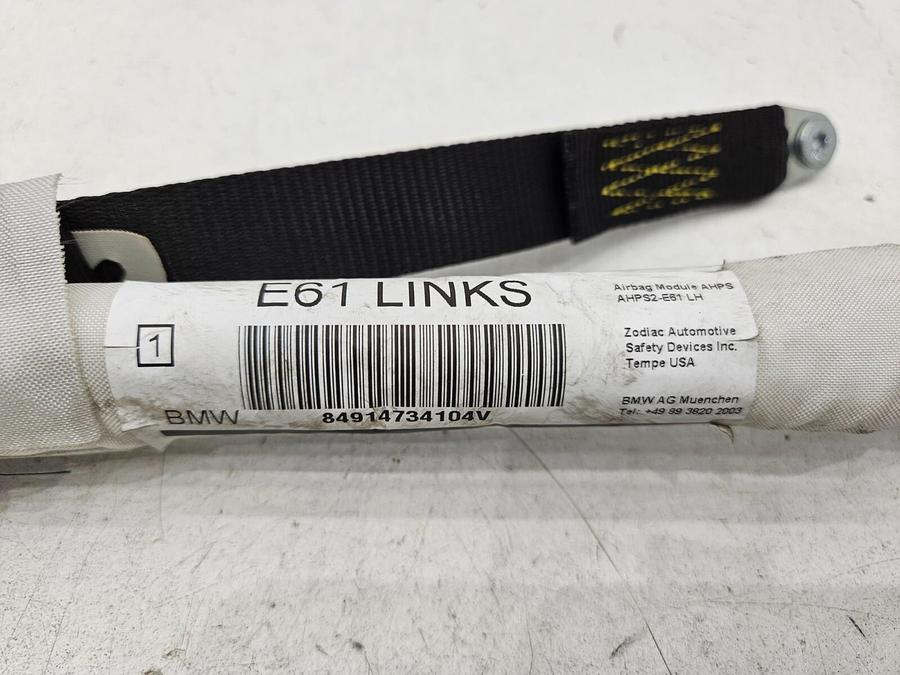 E61 LINKS
1
BMW
84914734104V
Airbag Module AHPS
AHPS2-E61 LH
Zodiac Automotive
Safety Devices Inc.
Tempe USA
BMW AG Muenchen
Tel: +49 89 3820 2003